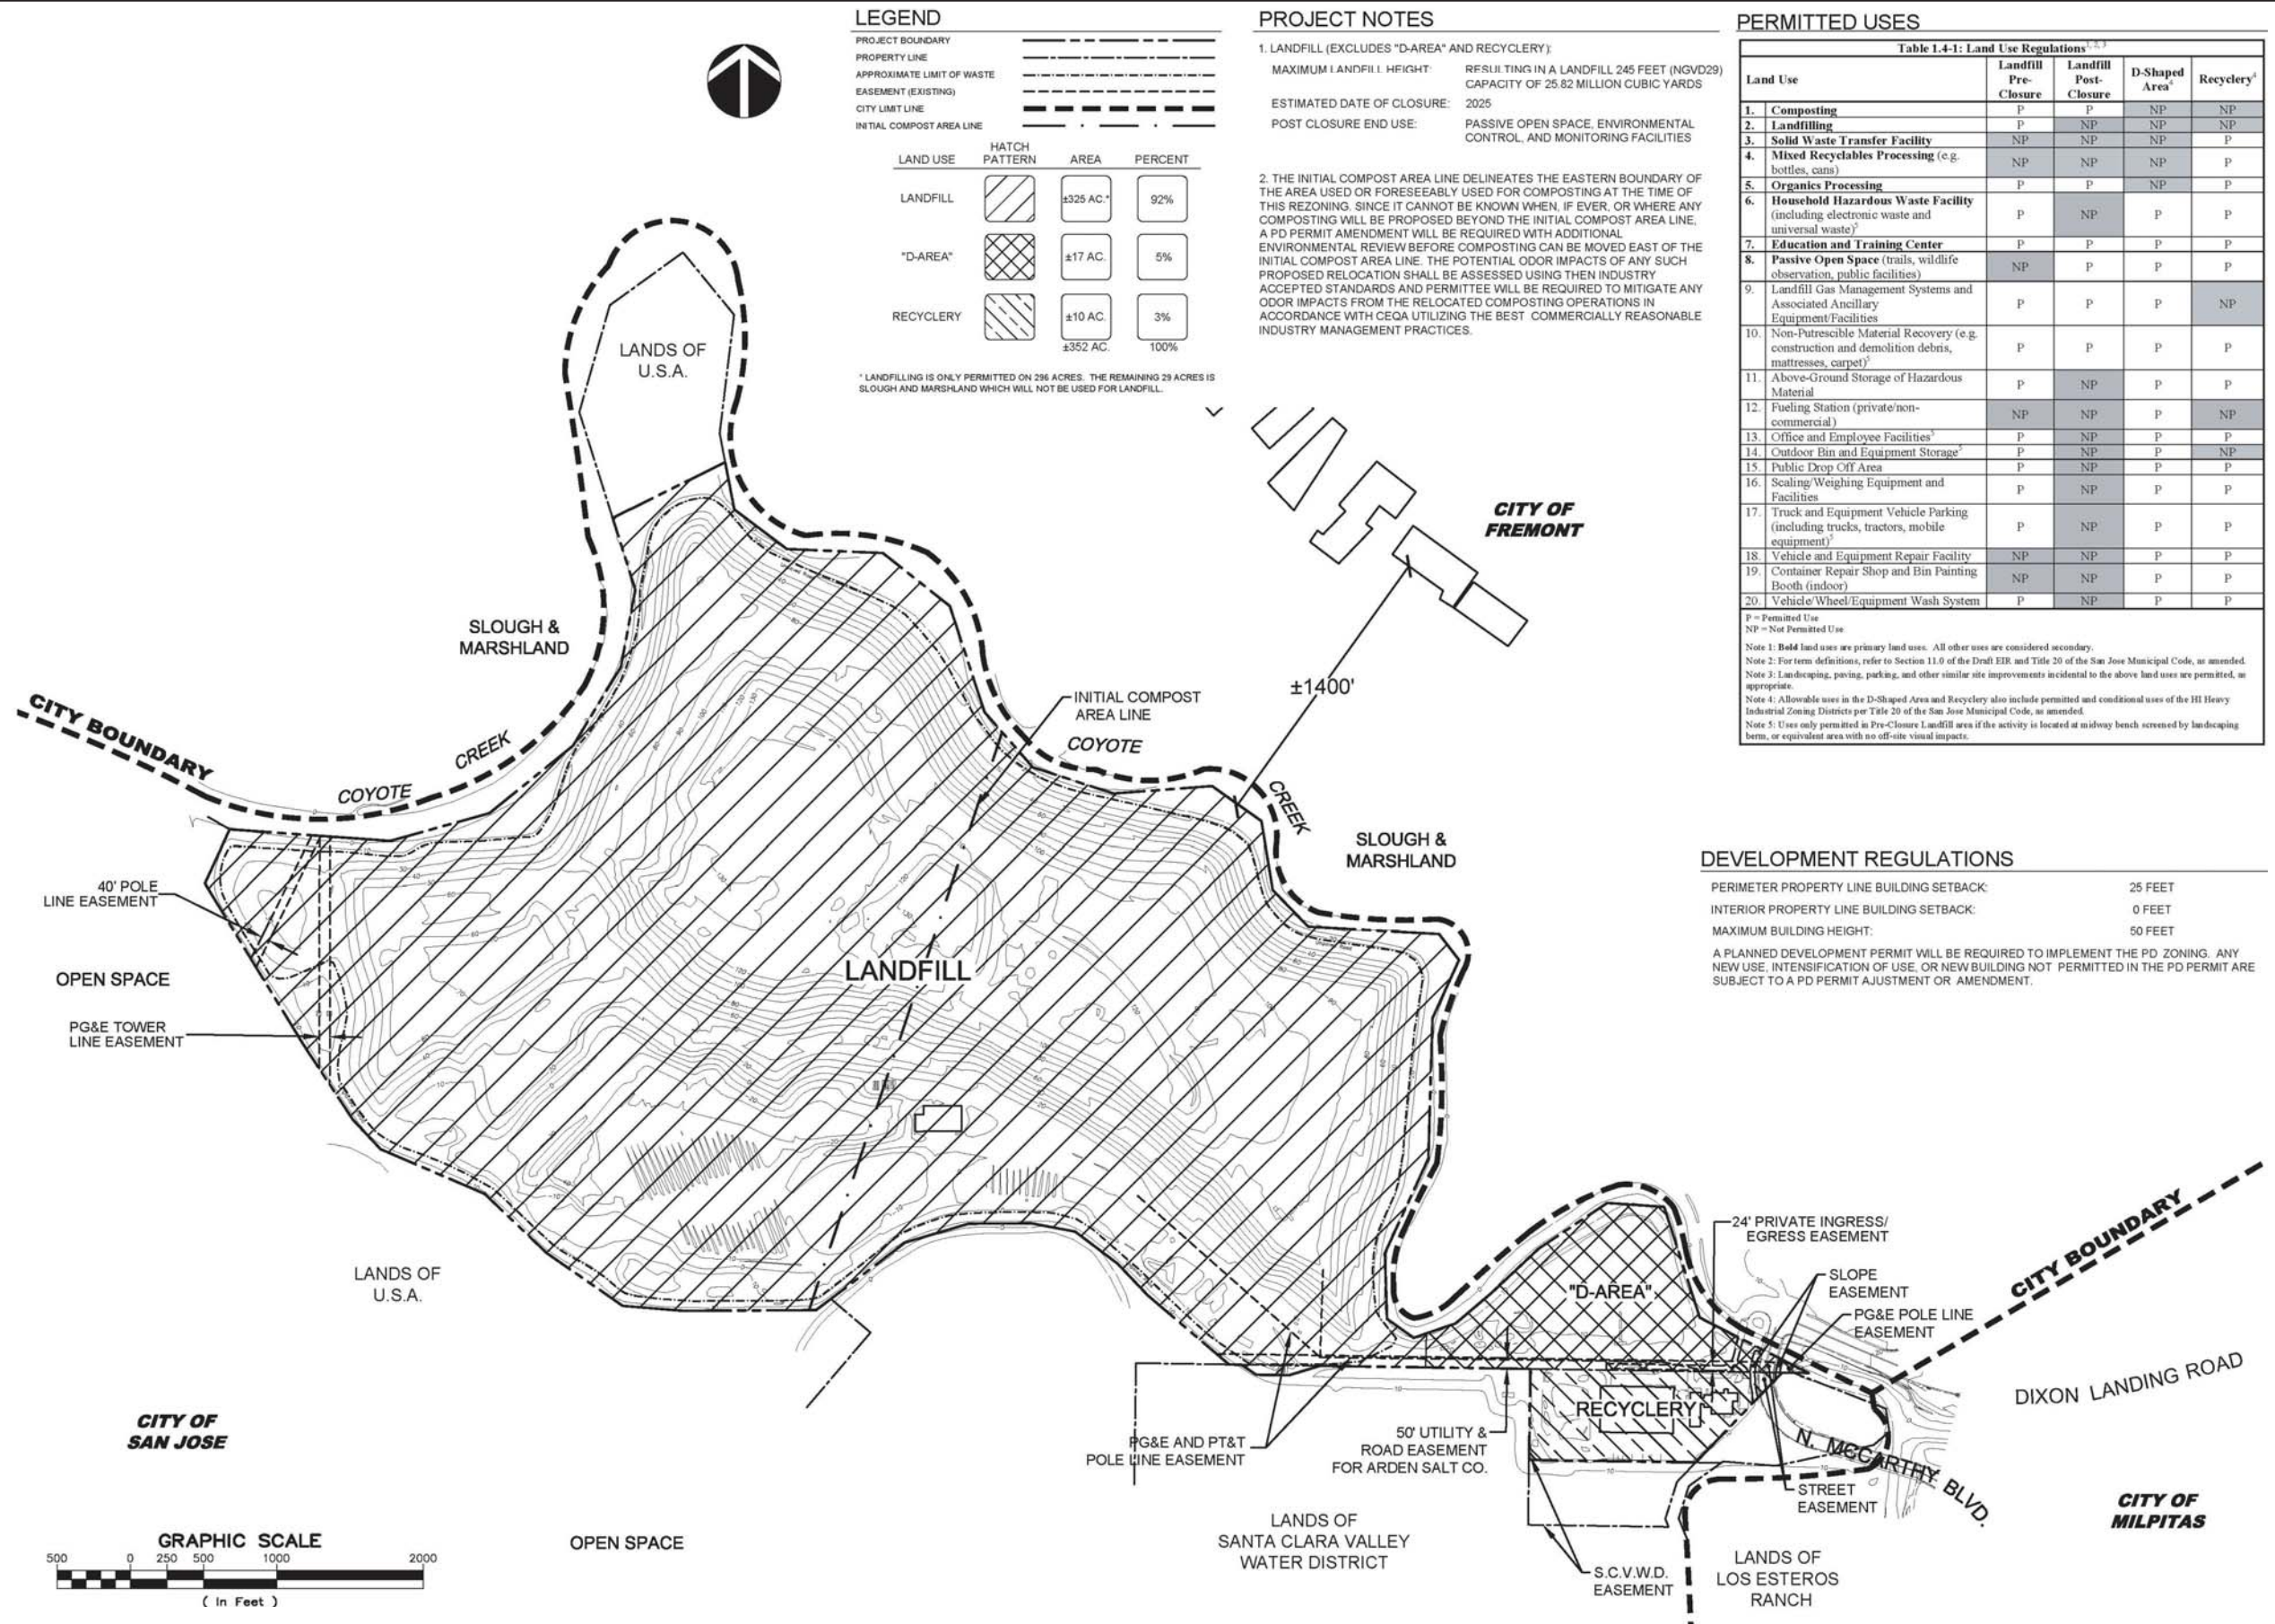 LEGEND
PROJECT BOUNDARY
PROPERTY LINE
APPROXIMATE LIMIT OF WASTE
EASEMENT (EXISTING)
CITY LIMIT LINE
INITIAL COMPOST AREA LINE
LAND USE HATCH PATTERN AREA PERCENT
LANDFILL ±325 AC.* 92%
"D-AREA" ±17 AC. 5%
RECYCLERY ±10 AC. 3%
±352 AC. 100%
* LANDFILLING IS ONLY PERMITTED ON 296 ACRES. THE REMAINING 29 ACRES IS
SLOUGH AND MARSHLAND WHICH WILL NOT BE USED FOR LANDFILL.
PROJECT NOTES
1. LANDFILL (EXCLUDES "D-AREA" AND RECYCLERY):
MAXIMUM LANDFILL HEIGHT: RESULTING IN A LANDFILL 245 FEET (NGVD29)
CAPACITY OF 25.82 MILLION CUBIC YARDS
ESTIMATED DATE OF CLOSURE: 2025
POST CLOSURE END USE: PASSIVE OPEN SPACE, ENVIRONMENTAL
CONTROL, AND MONITORING FACILITIES
2. THE INITIAL COMPOST AREA LINE DELINEATES THE EASTERN BOUNDARY OF
THE AREA USED OR FORESEEABLY USED FOR COMPOSTING AT THE TIME OF
THIS REZONING. SINCE IT CANNOT BE KNOWN WHEN, IF EVER, OR WHERE ANY
COMPOSTING WILL BE PROPOSED BEYOND THE INITIAL COMPOST AREA LINE,
A PD PERMIT AMENDMENT WILL BE REQUIRED WITH ADDITIONAL
ENVIRONMENTAL REVIEW BEFORE COMPOSTING CAN BE MOVED EAST OF THE
INITIAL COMPOST AREA LINE. THE POTENTIAL ODOR IMPACTS OF ANY SUCH
PROPOSED RELOCATION SHALL BE ASSESSED USING THEN INDUSTRY
ACCEPTED STANDARDS AND PERMITTEE WILL BE REQUIRED TO MITIGATE ANY
ODOR IMPACTS FROM THE RELOCATED COMPOSTING OPERATIONS IN
ACCORDANCE WITH CEQA UTILIZING THE BEST COMMERCIALLY REASONABLE
INDUSTRY MANAGEMENT PRACTICES.
PERMITTED USES
Table 1.4-1: Land Use Regulations1, 2, 3
Land Use Landfill Pre-Closure Landfill Post-Closure D-Shaped Area4 Recyclery4
1. Composting P P NP NP
2. Landfilling P NP NP NP
3. Solid Waste Transfer Facility NP NP NP P
4. Mixed Recyclables Processing (e.g.
bottles, cans) NP NP NP P
5. Organics Processing P P NP P
6. Household Hazardous Waste Facility
(including electronic waste and
universal waste)5 P NP P P
7. Education and Training Center P P P P
8. Passive Open Space (trails, wildlife
observation, public facilities) NP P P P
9. Landfill Gas Management Systems and
Associated Ancillary
Equipment/Facilities P P P NP
10. Non-Putrescible Material Recovery (e.g.
construction and demolition debris,
mattresses, carpet)5 P P P P
11. Above-Ground Storage of Hazardous
Material P NP P P
12. Fueling Station (private/non-
commercial) NP NP P NP
13. Office and Employee Facilities5 P NP P P
14. Outdoor Bin and Equipment Storage5 P NP P NP
15. Public Drop Off Area P NP P P
16. Scaling/Weighing Equipment and
Facilities P NP P P
17. Truck and Equipment Vehicle Parking
(including trucks, tractors, mobile
equipment)5 P NP P P
18. Vehicle and Equipment Repair Facility NP NP P P
19. Container Repair Shop and Bin Painting
Booth (indoor) NP NP P P
20. Vehicle/Wheel/Equipment Wash System P NP P P
P = Permitted Use
NP = Not Permitted Use
Note 1: Bold land uses are primary land uses. All other uses are considered secondary.
Note 2: For term definitions, refer to Section 11.0 of the Draft EIR and Title 20 of the San Jose Municipal Code, as amended.
Note 3: Landscaping, paving, parking, and other similar site improvements incidental to the above land uses are permitted, as
appropriate.
Note 4: Allowable uses in the D-Shaped Area and Recyclery also include permitted and conditional uses of the HI Heavy
Industrial Zoning Districts per Title 20 of the San Jose Municipal Code, as amended.
Note 5: Uses only permitted in Pre-Closure Landfill area if the activity is located at midway bench screened by landscaping
berm, or equivalent area with no off-site visual impacts.
DEVELOPMENT REGULATIONS
PERIMETER PROPERTY LINE BUILDING SETBACK: 25 FEET
INTERIOR PROPERTY LINE BUILDING SETBACK: 0 FEET
MAXIMUM BUILDING HEIGHT: 50 FEET
A PLANNED DEVELOPMENT PERMIT WILL BE REQUIRED TO IMPLEMENT THE PD ZONING. ANY
NEW USE, INTENSIFICATION OF USE, OR NEW BUILDING NOT PERMITTED IN THE PD PERMIT ARE
SUBJECT TO A PD PERMIT AJUSTMENT OR AMENDMENT.
LANDS OF
U.S.A.
CITY OF
FREMONT
SLOUGH &
MARSHLAND
±1400'
INITIAL COMPOST
AREA LINE
COYOTE
CREEK
CITY BOUNDARY
COYOTE
CREEK
SLOUGH &
MARSHLAND
40' POLE
LINE EASEMENT
OPEN SPACE
LANDFILL
PG&E TOWER
LINE EASEMENT
LANDS OF
U.S.A.
24' PRIVATE INGRESS/
EGRESS EASEMENT
"D-AREA"
SLOPE
EASEMENT
PG&E POLE LINE
EASEMENT
CITY BOUNDARY
DIXON LANDING ROAD
RECYCLERY
N. MCCARTHY BLVD.
CITY OF
SAN JOSE
PG&E AND PT&T
POLE LINE EASEMENT
50' UTILITY &
ROAD EASEMENT
FOR ARDEN SALT CO.
STREET
EASEMENT
CITY OF
MILPITAS
LANDS OF
SANTA CLARA VALLEY
WATER DISTRICT
S.C.V.W.D.
EASEMENT
LANDS OF
LOS ESTEROS
RANCH
OPEN SPACE
GRAPHIC SCALE
500 0 250 500 1000 2000
( In Feet )